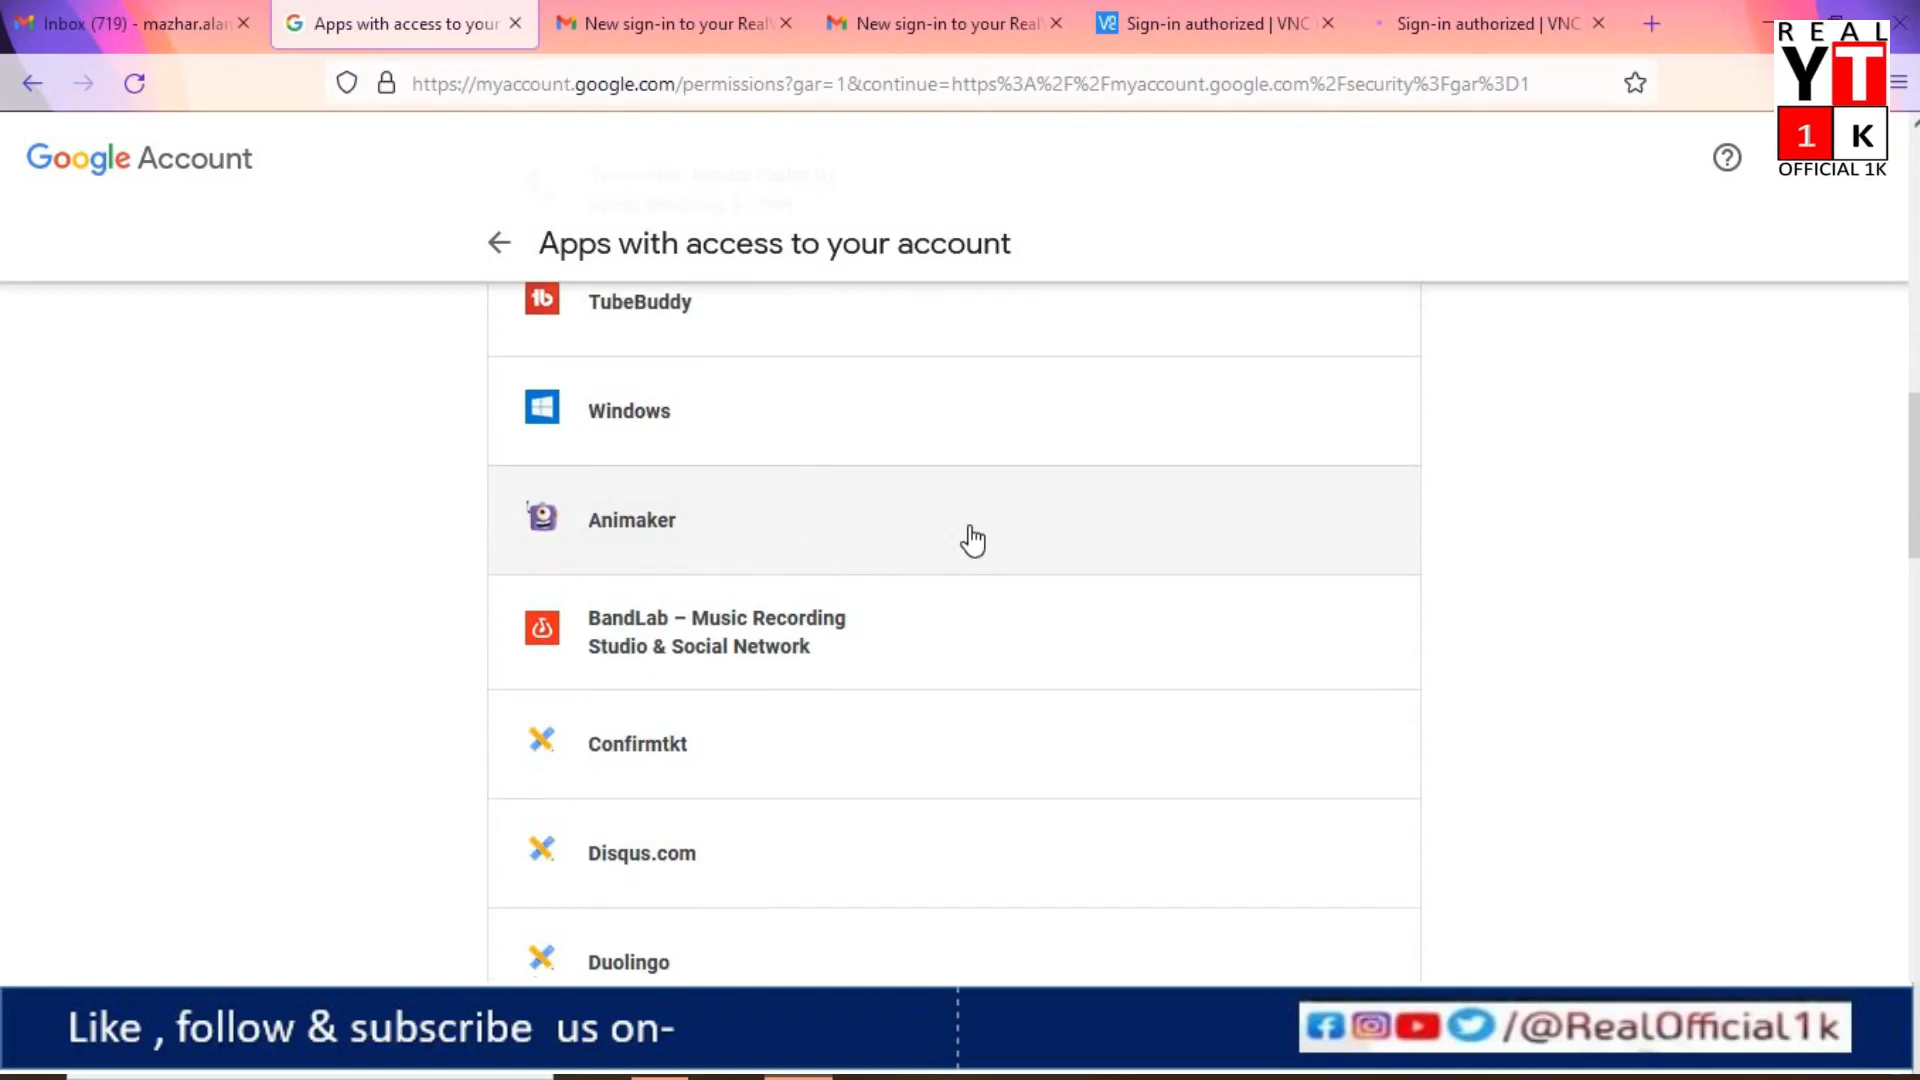 Inbox (719) - mazhar.alan
Apps with access to your
New sign-in to your Real
New sign-in to your Real
Sign-in authorized | VNC
Sign-in authorized | VNC
https://myaccount.google.com/permissions?gar=1&continue=https%3A%2F%2Fmyaccount.google.com%2Fsecurity%3Fgar%3D1
REAL
YT
1 K
OFFICIAL 1K
Google Account
Apps with access to your account
TubeBuddy
Windows
Animaker
BandLab – Music Recording
Studio & Social Network
Confirmtkt
Disqus.com
Duolingo
Like , follow & subscribe us on-
/@RealOfficial1k